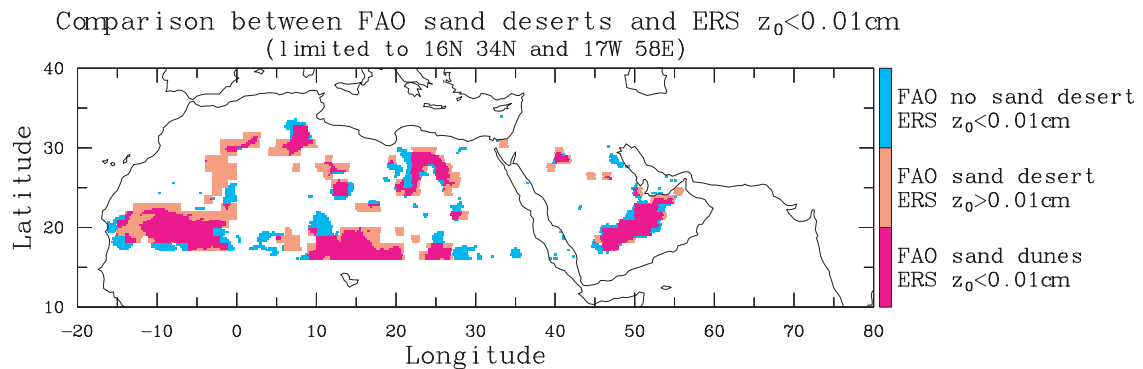 Comparison between FAO sand deserts and ERS z₀<0.01cm
(limited to 16N 34N and 17W 58E)
40
30
20
10
Latitude
−20 −10 0 10 20 30 40 50 60 70 80
Longitude
FAO no sand desert
ERS z₀<0.01cm
FAO sand desert
ERS z₀>0.01cm
FAO sand dunes
ERS z₀<0.01cm